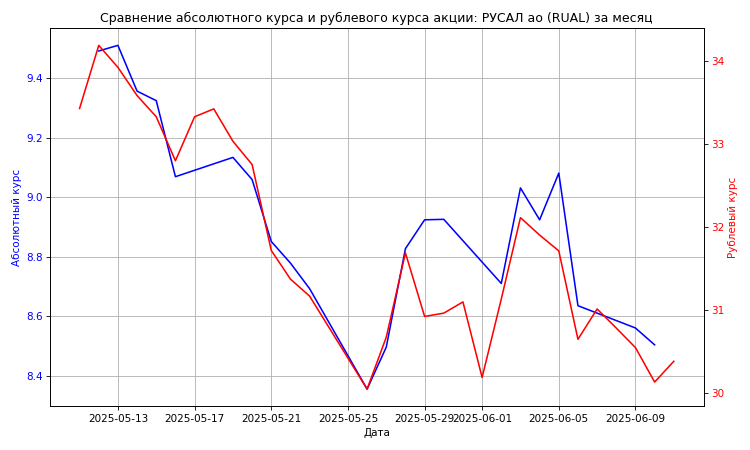 Сравнение абсолютного курса и рублевого курса акции: РУСАЛ ао (RUAL) за месяц
Абсолютный курс
9.4
9.2
9.0
8.8
8.6
8.4
34
33
32
31
30
Рублевый курс
2025-05-13 2025-05-17 2025-05-21 2025-05-25 2025-05-29 2025-06-01 2025-06-05 2025-06-09
Дата